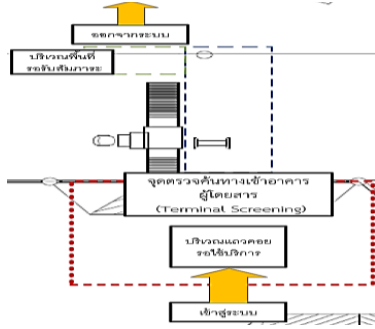 ออกจากระบบ
บริเวณพื้นที่
รอรับสัมภาระ
จุดตรวจค้นทางเข้าอาคาร
ผู้โดยสาร
(Terminal Screening)
บริเวณแถวคอย
รอใช้บริการ
เข้าสู่ระบบ